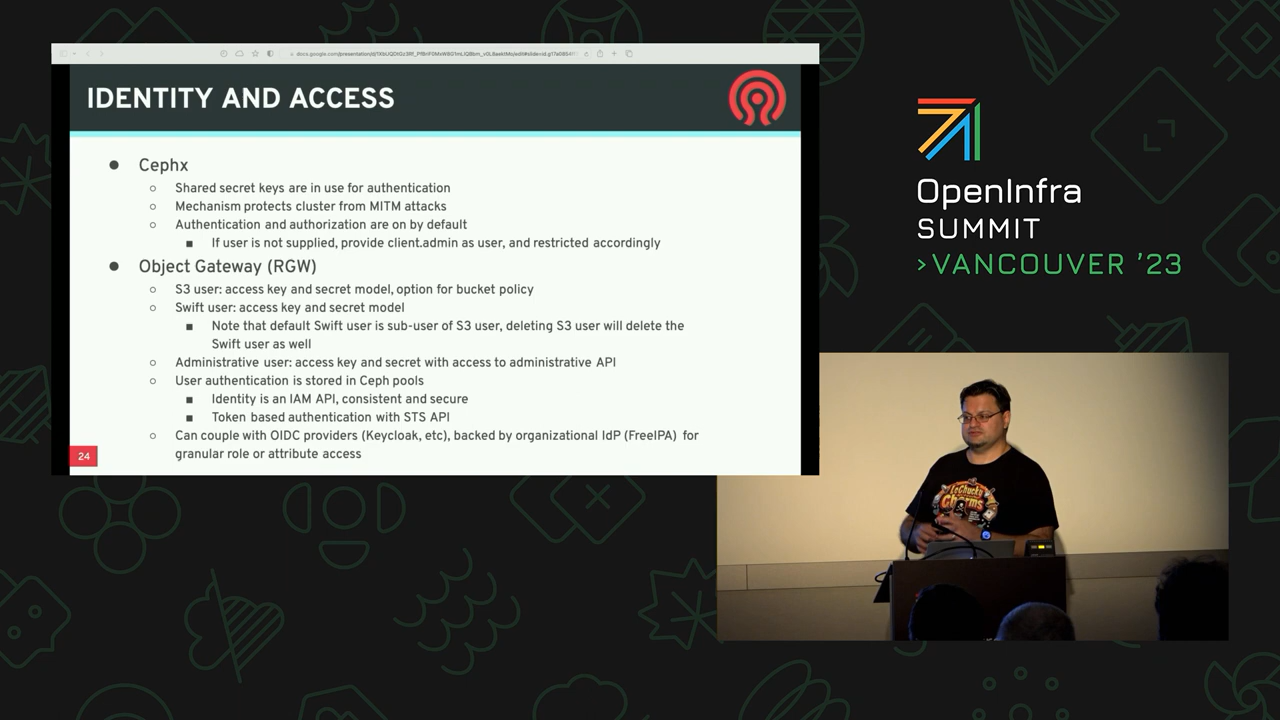 IDENTITY AND ACCESS
● Cephx
○ Shared secret keys are in use for authentication
○ Mechanism protects cluster from MITM attacks
○ Authentication and authorization are on by default
■ If user is not supplied, provide client.admin as user, and restricted accordingly
● Object Gateway (RGW)
○ S3 user: access key and secret model, option for bucket policy
○ Swift user: access key and secret model
■ Note that default Swift user is sub-user of S3 user, deleting S3 user will delete the
Swift user as well
○ Administrative user: access key and secret with access to administrative API
○ User authentication is stored in Ceph pools
■ Identity is an IAM API, consistent and secure
■ Token based authentication with STS API
○ Can couple with OIDC providers (Keycloak, etc), backed by organizational IdP (FreeIPA) for
granular role or attribute access
24
OpenInfra
SUMMIT
>VANCOUVER '23
LeChucks
Charms